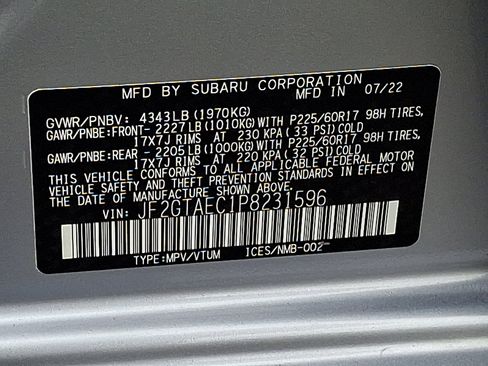 MFD BY SUBARU CORPORATION 07/22
GVWR/PNBV: 4343LB (1970KG)
GAWR/PNBE:FRONT- 2227LB (1010KG) WITH P225/60R17 98H TIRES,
17X7J RIMS AT 230 KPA (33 PSI) COLD
GAWR/PNBE:REAR - 2205LB (1000KG) WITH P225/60R17 98H TIRES,
17X7J RIMS AT 220 KPA (32 PSI) COLD
THIS VEHICLE CONFORMS TO ALL APPLICABLE FEDERAL MOTOR
VEHICLE SAFETY AND THEFT PREVENTION STANDARDS IN EFFECT ON
THE DATE OF MANUFACTURE SHOWN ABOVE.
VIN: JF2GTAEC1P8231596
TYPE:MPV/VTUM ICES/NMB-002